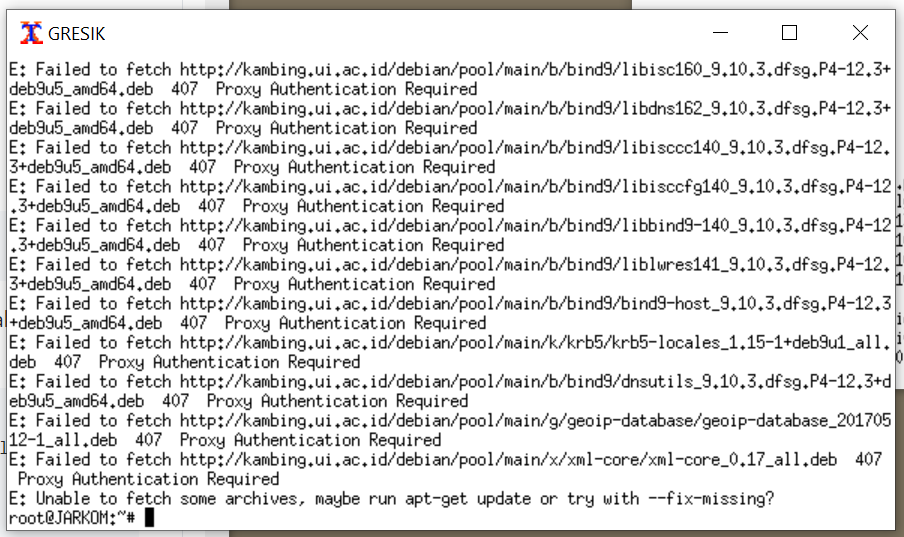 GRESIK
E: Failed to fetch http://kambing.ui.ac.id/debian/pool/main/b/bind9/libisc160_9.10.3.dfsg.P4-12.3+
deb9u5_amd64.deb  407  Proxy Authentication Required
E: Failed to fetch http://kambing.ui.ac.id/debian/pool/main/b/bind9/libdns162_9.10.3.dfsg.P4-12.3+
deb9u5_amd64.deb  407  Proxy Authentication Required
E: Failed to fetch http://kambing.ui.ac.id/debian/pool/main/b/bind9/libisccc140_9.10.3.dfsg.P4-12.
3+deb9u5_amd64.deb  407  Proxy Authentication Required
E: Failed to fetch http://kambing.ui.ac.id/debian/pool/main/b/bind9/libisccfg140_9.10.3.dfsg.P4-12
.3+deb9u5_amd64.deb  407  Proxy Authentication Required
E: Failed to fetch http://kambing.ui.ac.id/debian/pool/main/b/bind9/libbind9-140_9.10.3.dfsg.P4-12
.3+deb9u5_amd64.deb  407  Proxy Authentication Required
E: Failed to fetch http://kambing.ui.ac.id/debian/pool/main/b/bind9/liblwres141_9.10.3.dfsg.P4-12.
3+deb9u5_amd64.deb  407  Proxy Authentication Required
E: Failed to fetch http://kambing.ui.ac.id/debian/pool/main/b/bind9/bind9-host_9.10.3.dfsg.P4-12.3
+deb9u5_amd64.deb  407  Proxy Authentication Required
E: Failed to fetch http://kambing.ui.ac.id/debian/pool/main/k/krb5/krb5-locales_1.15-1+deb9u1_all.
deb  407  Proxy Authentication Required
E: Failed to fetch http://kambing.ui.ac.id/debian/pool/main/b/bind9/dnsutils_9.10.3.dfsg.P4-12.3+d
eb9u5_amd64.deb  407  Proxy Authentication Required
E: Failed to fetch http://kambing.ui.ac.id/debian/pool/main/g/geoip-database/geoip-database_201705
12-1_all.deb  407  Proxy Authentication Required
E: Failed to fetch http://kambing.ui.ac.id/debian/pool/main/x/xml-core/xml-core_0.17_all.deb  407
 Proxy Authentication Required
E: Unable to fetch some archives, maybe run apt-get update or try with --fix-missing?
root@JARKOM:~#